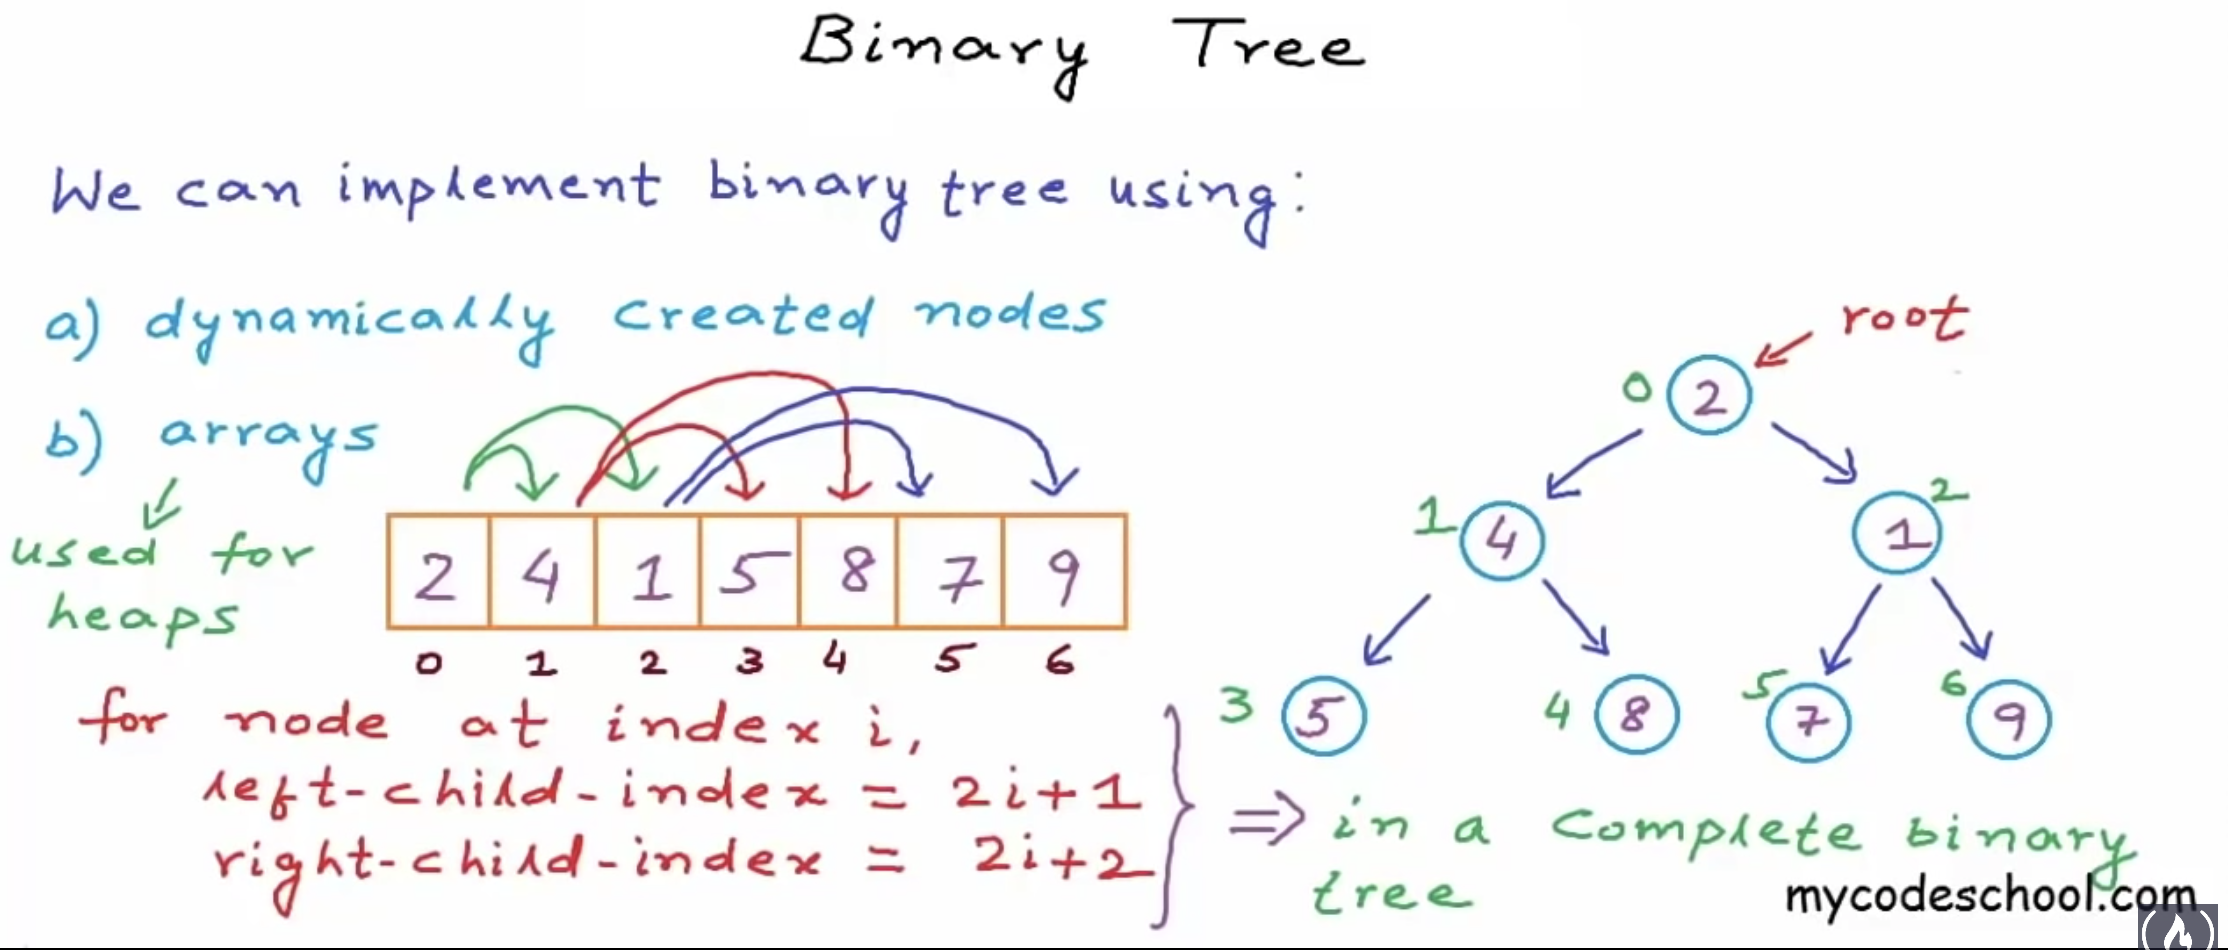 Binary Tree
We can implement binary tree using:
a) dynamically created nodes
b) arrays
used for
heaps
2 4 1 5 8 7 9
0 1 2 3 4 5 6
for node at index i,
left-child-index = 2i+1
right-child-index = 2i+2
root
0 2
1 4 1 2
3 5 4 8 5 7 6 9
⇒ in a complete binary
tree
mycodeschool.com